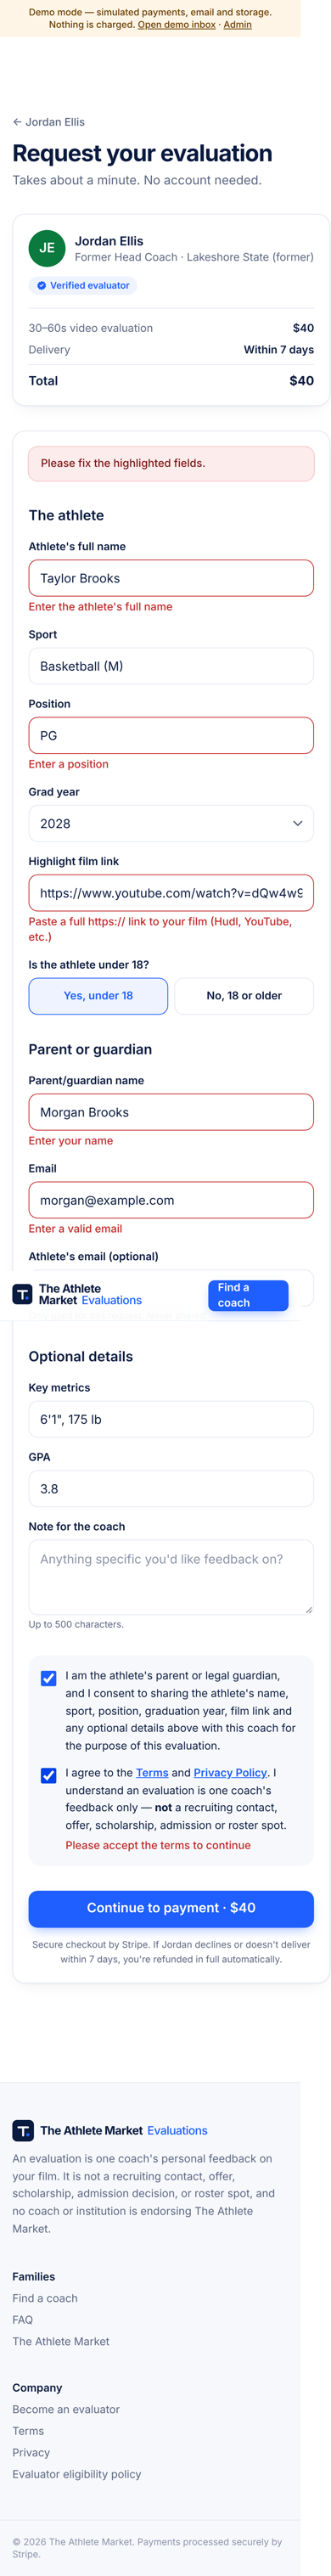 Demo mode — simulated payments, email and storage.
Nothing is charged. Open demo inbox · Admin
← Jordan Ellis
Request your evaluation
Takes about a minute. No account needed.
JE
Jordan Ellis
Former Head Coach · Lakeshore State (former)
Verified evaluator
30–60s video evaluation $40
Delivery Within 7 days
Total $40
Please fix the highlighted fields.
The athlete
Athlete's full name
Taylor Brooks
Enter the athlete's full name
Sport
Basketball (M)
Position
PG
Enter a position
Grad year
2028
Highlight film link
https://www.youtube.com/watch?v=dQw4w9
Paste a full https:// link to your film (Hudl, YouTube,
etc.)
Is the athlete under 18?
Yes, under 18 No, 18 or older
Parent or guardian
Parent/guardian name
Morgan Brooks
Enter your name
Email
morgan@example.com
Enter a valid email
Athlete's email (optional)
The Athlete
Market Evaluations
Find a
coach
Optional details
Key metrics
6'1", 175 lb
GPA
3.8
Note for the coach
Anything specific you'd like feedback on?
Up to 500 characters.
I am the athlete's parent or legal guardian,
and I consent to sharing the athlete's name,
sport, position, graduation year, film link and
any optional details above with this coach for
the purpose of this evaluation.
I agree to the Terms and Privacy Policy. I
understand an evaluation is one coach's
feedback only — not a recruiting contact,
offer, scholarship, admission or roster spot.
Please accept the terms to continue
Continue to payment · $40
Secure checkout by Stripe. If Jordan declines or doesn't deliver
within 7 days, you're refunded in full automatically.
The Athlete Market Evaluations
An evaluation is one coach's personal feedback on
your film. It is not a recruiting contact, offer,
scholarship, admission decision, or roster spot, and
no coach or institution is endorsing The Athlete
Market.
Families
Find a coach
FAQ
The Athlete Market
Company
Become an evaluator
Terms
Privacy
Evaluator eligibility policy
© 2026 The Athlete Market. Payments processed securely by
Stripe.